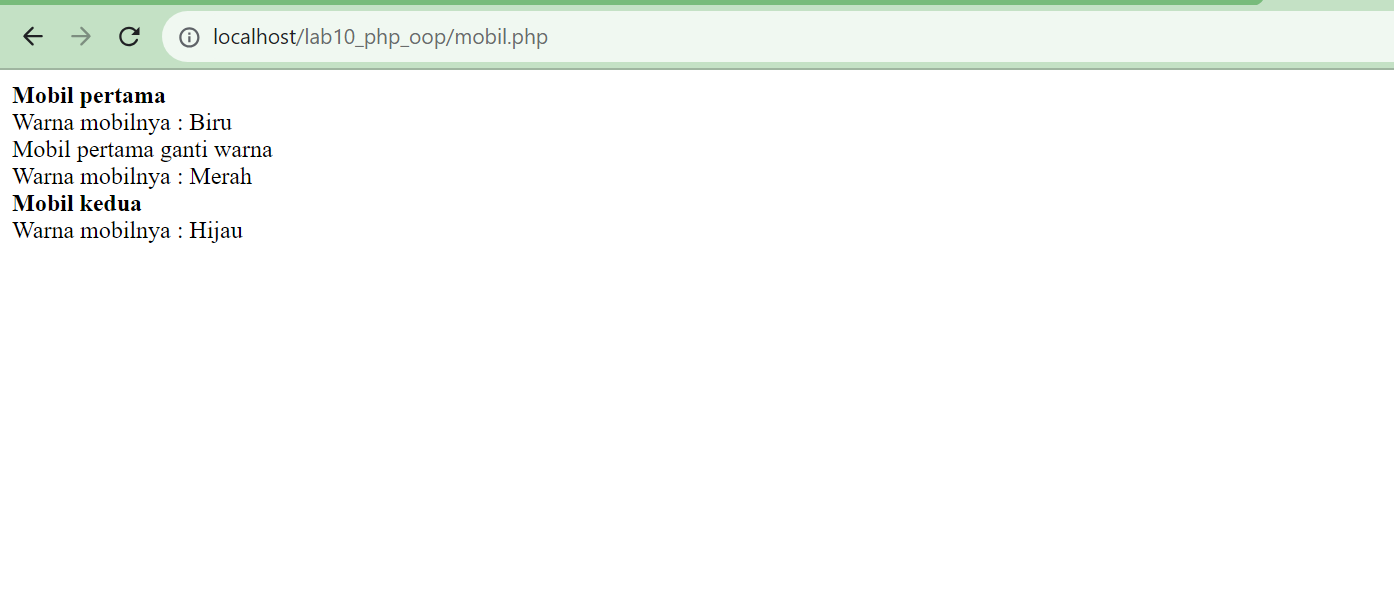 localhost/lab10_php_oop/mobil.php
Mobil pertama
Warna mobilnya : Biru
Mobil pertama ganti warna
Warna mobilnya : Merah
Mobil kedua
Warna mobilnya : Hijau